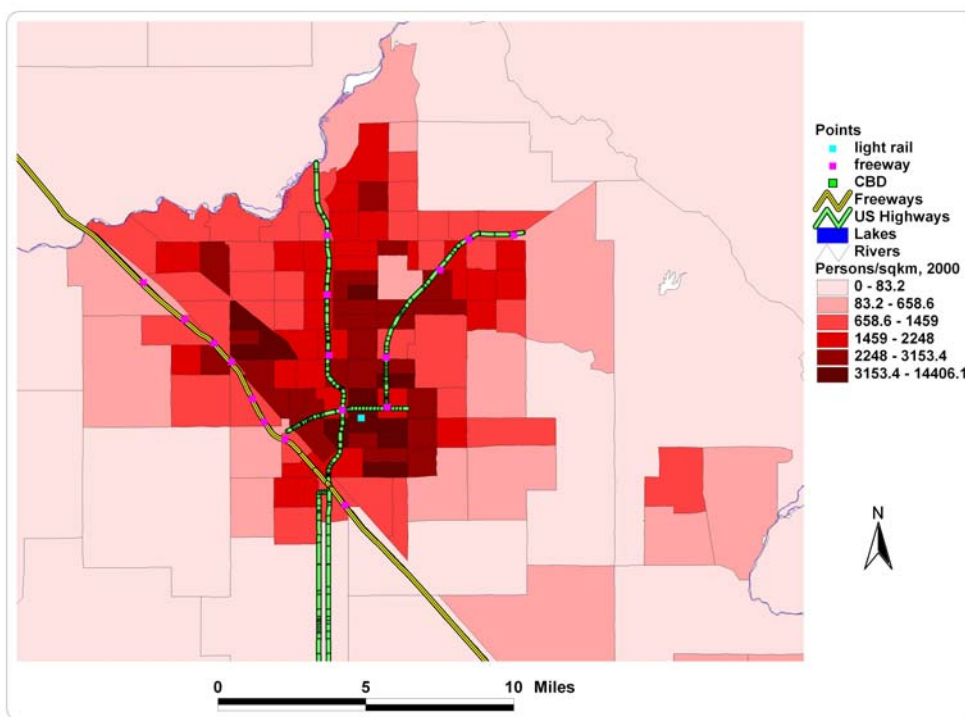 Points
light rail
freeway
CBD
Freeways
US Highways
Lakes
Rivers
Persons/sqkm, 2000
0 - 83.2
83.2 - 658.6
658.6 - 1459
1459 - 2248
2248 - 3153.4
3153.4 - 14406.1
N
0 5 10 Miles